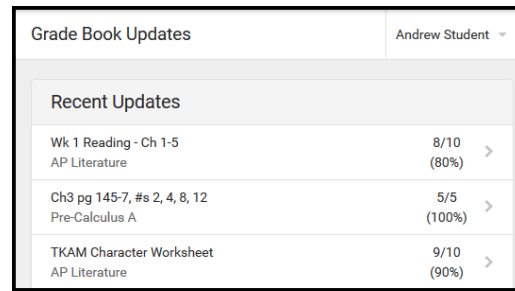 Grade Book Updates
Andrew Student
Recent Updates
Wk 1 Reading - Ch 1-5
8/10
AP Literature
(80%)
Ch3 pg 145-7, #s 2, 4, 8, 12
5/5
Pre-Calculus A
(100%)
TKAM Character Worksheet
9/10
AP Literature
(90%)